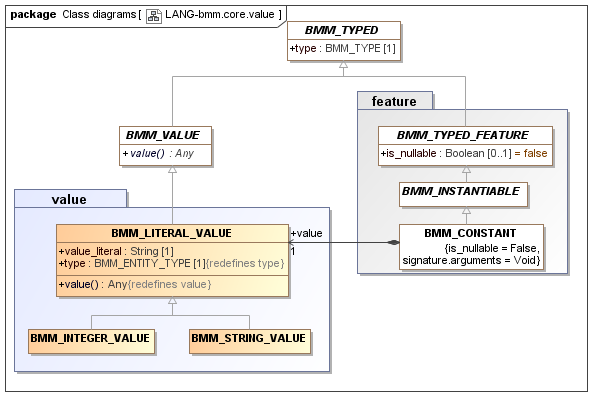 package Class diagrams[ LANG-bmm.core.value ]
BMM_TYPED
+type : BMM_TYPE [1]
feature
BMM_VALUE
+value() : Any
BMM_TYPED_FEATURE
+is_nullable : Boolean [0..1] = false
BMM_INSTANTIABLE
value
BMM_LITERAL_VALUE
+value_literal : String [1]
+type : BMM_ENTITY_TYPE [1]{redefines type}
+value() : Any{redefines value}
+value
1
BMM_CONSTANT
{is_nullable = False,
signature.arguments = Void}
BMM_INTEGER_VALUE
BMM_STRING_VALUE